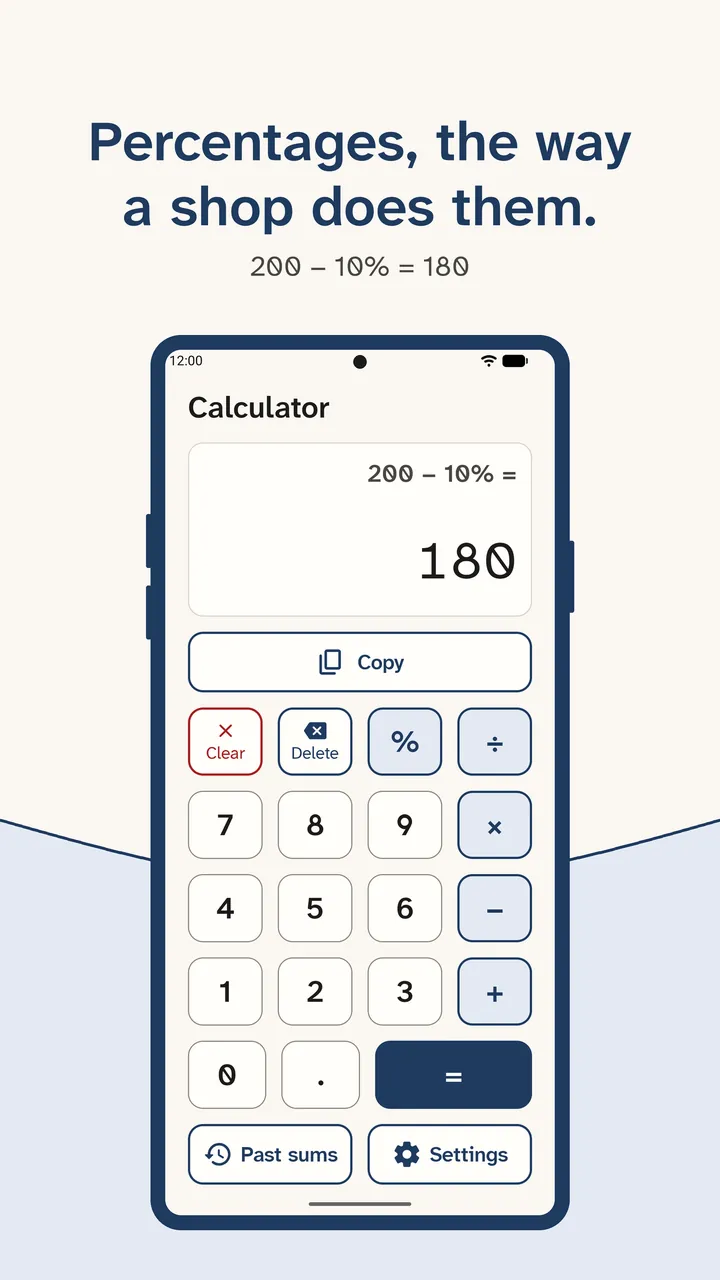 Percentages, the way
a shop does them.
200 – 10% = 180
12:00
Calculator
200 – 10% =
180
Copy
Clear
Delete
%
÷
7
8
9
×
4
5
6
–
1
2
3
+
0
.
=
Past sums
Settings